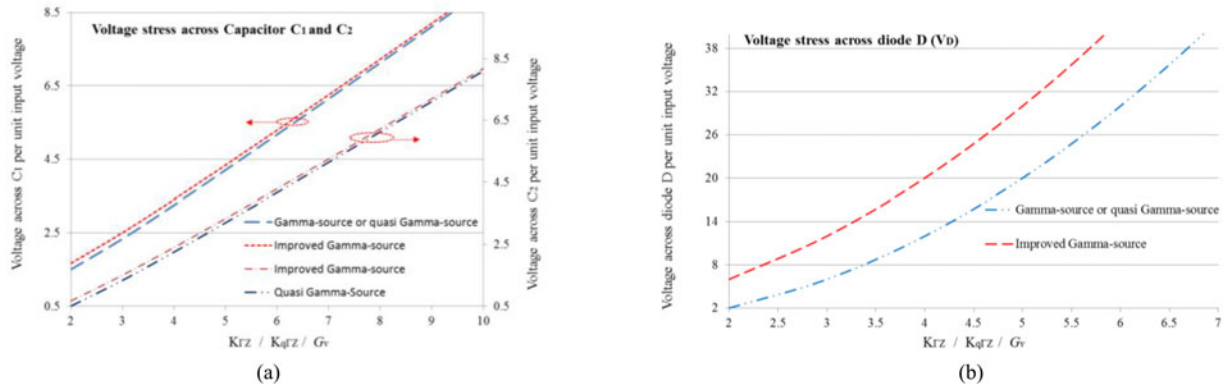 Voltage stress across Capacitor C1 and C2
Voltage across C1 per unit input voltage
8.5
6.5
4.5
2.5
0.5
8.5
6.5
4.5
2.5
0.5
Voltage across C2 per unit input voltage
Gamma-source or quasi Gamma-source
Improved Gamma-source
Improved Gamma-source
Quasi Gamma-Source
2 3 4 5 6 7 8 9 10
KΓZ / KqΓZ / Gv
(a)
Voltage stress across diode D (VD)
Voltage across diode D per unit input voltage
38
32
26
20
14
8
2
Gamma-source or quasi Gamma-source
Improved Gamma-source
2 2.5 3 3.5 4 4.5 5 5.5 6 6.5 7
KΓZ / KqΓZ / Gv
(b)